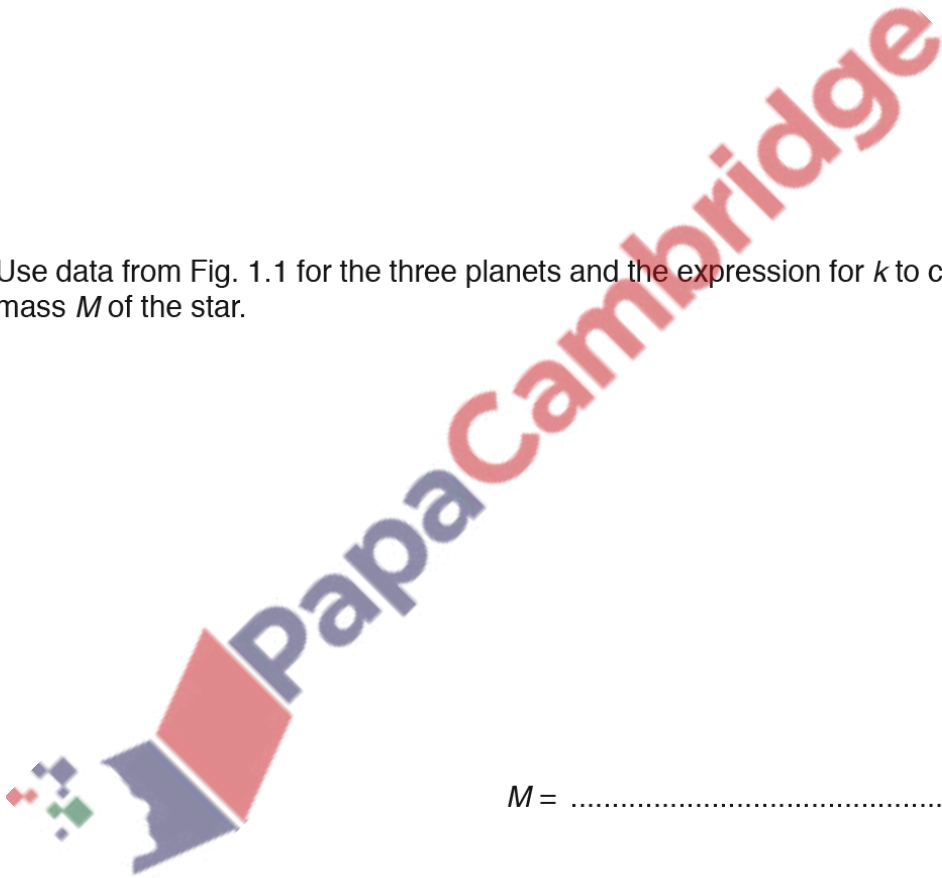 Use data from Fig. 1.1 for the three planets and the expression for k to c
mass M of the star.
PapaCambridge
M = ..............................................